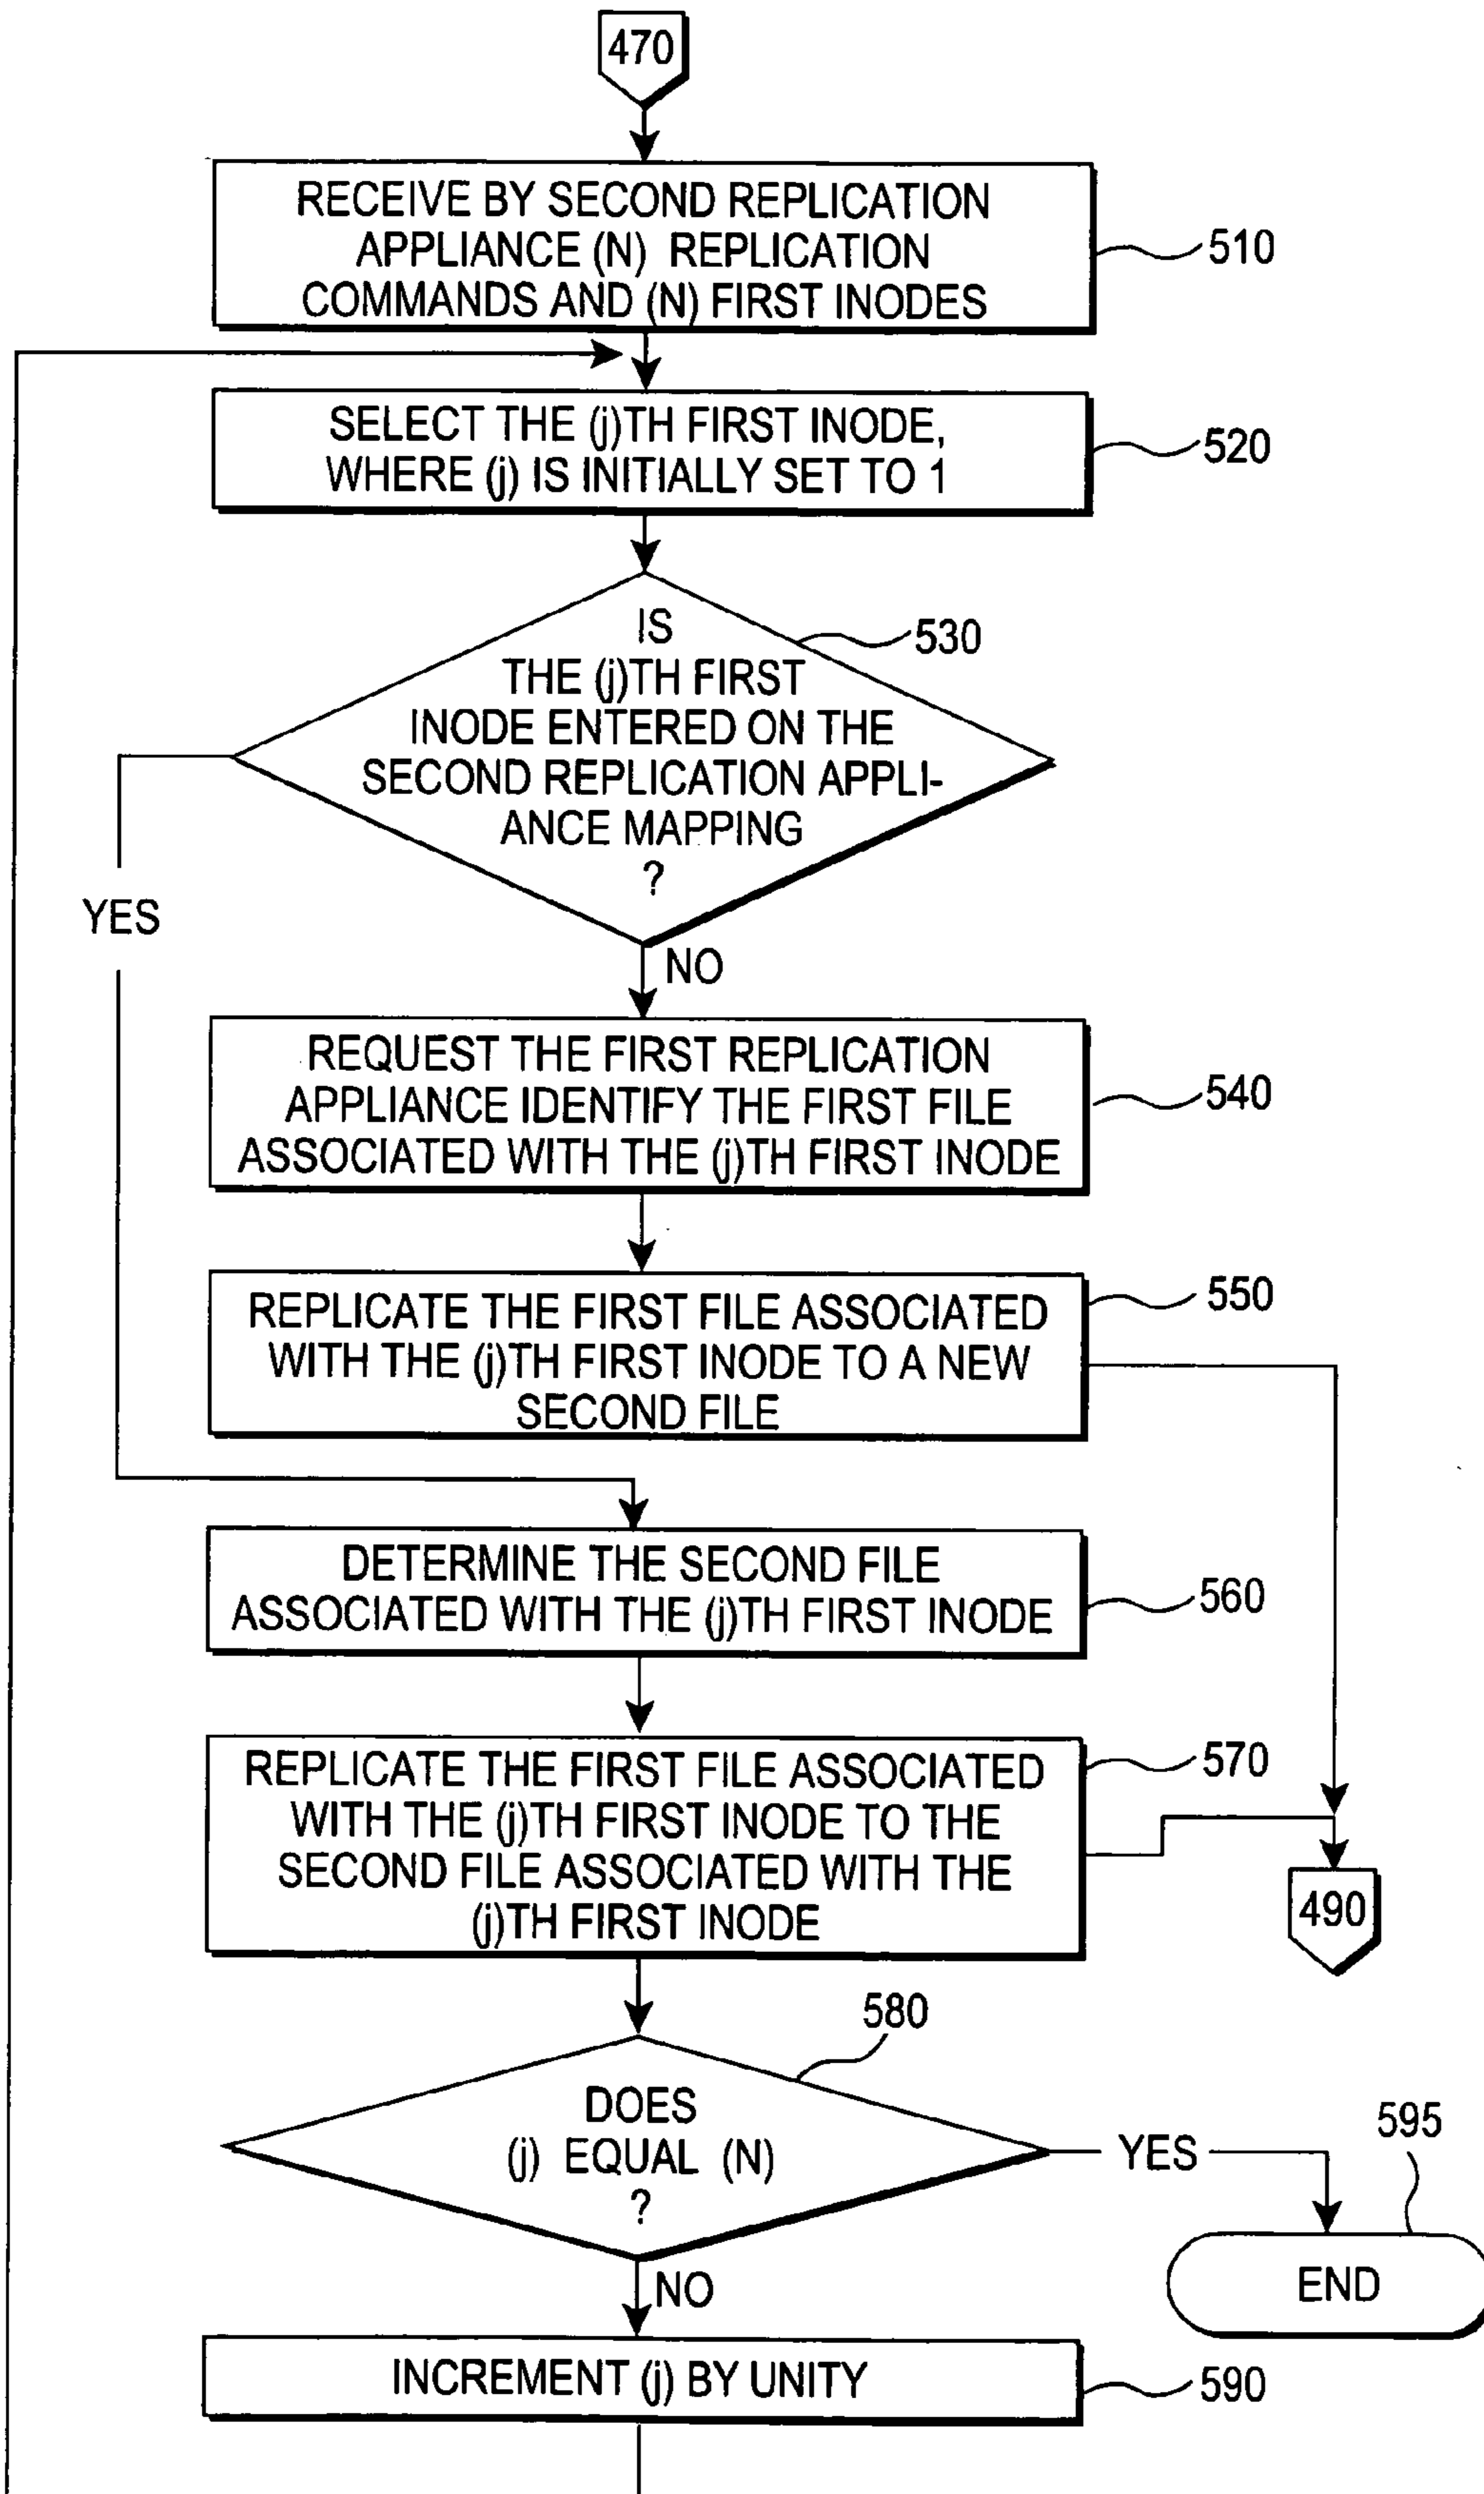 470
RECEIVE BY SECOND REPLICATION
APPLIANCE (N) REPLICATION
COMMANDS AND (N) FIRST INODES
510
SELECT THE (j)TH FIRST INODE,
WHERE (j) IS INITIALLY SET TO 1
520
IS
THE (j)TH FIRST
INODE ENTERED ON THE
SECOND REPLICATION APPLI-
ANCE MAPPING
?
530
YES
NO
REQUEST THE FIRST REPLICATION
APPLIANCE IDENTIFY THE FIRST FILE
ASSOCIATED WITH THE (j)TH FIRST INODE
540
REPLICATE THE FIRST FILE ASSOCIATED
WITH THE (j)TH FIRST INODE TO A NEW
SECOND FILE
550
DETERMINE THE SECOND FILE
ASSOCIATED WITH THE (j)TH FIRST INODE
560
REPLICATE THE FIRST FILE ASSOCIATED
WITH THE (j)TH FIRST INODE TO THE
SECOND FILE ASSOCIATED WITH THE
(j)TH FIRST INODE
570
490
DOES
(j) EQUAL (N)
?
580
YES
595
END
NO
INCREMENT (j) BY UNITY
590